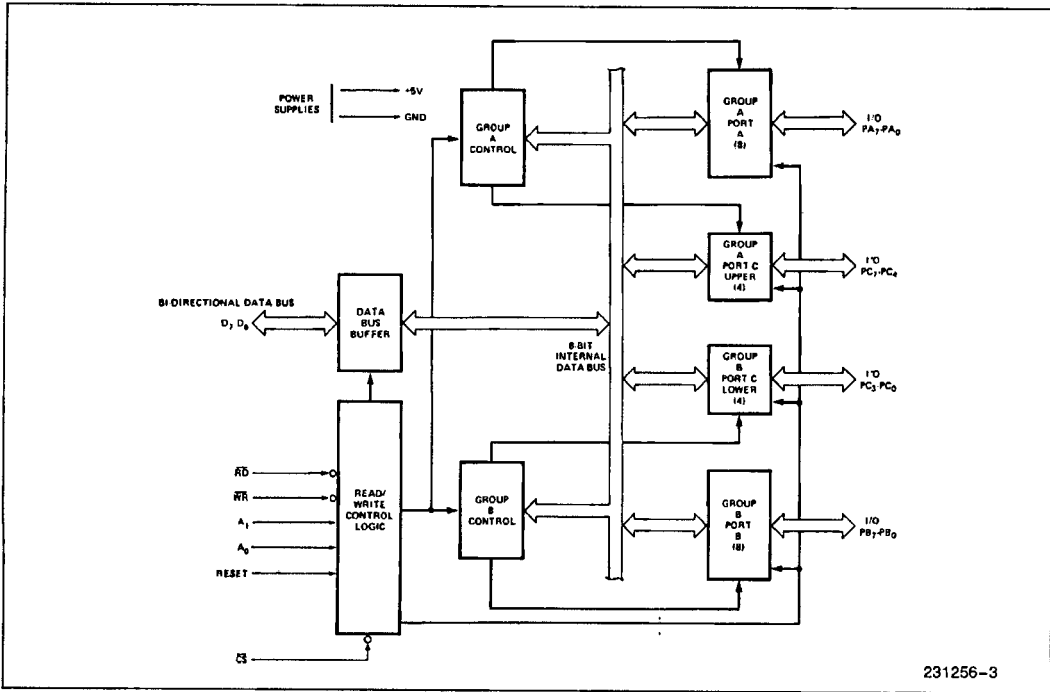 POWER
SUPPLIES
+5V
GND
GROUP
A
CONTROL
GROUP
A
PORT
A
(8)
I/O
PA7-PA0
GROUP
A
PORT C
UPPER
(4)
I/O
PC7-PC4
BI-DIRECTIONAL DATA BUS
D7 D0
DATA
BUS
BUFFER
8-BIT
INTERNAL
DATA BUS
GROUP
B
PORT C
LOWER
(4)
I/O
PC3-PC0
RD
WR
A1
A0
RESET
CS
READ/
WRITE
CONTROL
LOGIC
GROUP
B
CONTROL
GROUP
B
PORT
B
(8)
I/O
PB7-PB0
231256-3